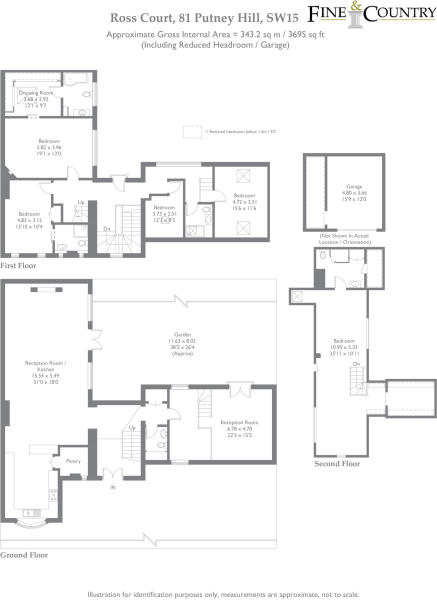 Ross Court, 81 Putney Hill, SW15
FINE & COUNTRY
Approximate Gross Internal Area = 343.2 sq m / 3695 sq ft
(Including Reduced Headroom / Garage)
Dressing Room
3.68 x 2.92
12'1 x 9'7
= Reduced headroom below 1.5m / 5'0
Bedroom
5.82 x 3.96
19'1 x 13'0
Bedroom
4.82 x 3.15
15'10 x 10'4
Up
Dn
Bedroom
3.73 x 2.51
12'3 x 8'3
Bedroom
4.72 x 3.51
15'6 x 11'6
Garage
4.80 x 3.66
15'9 x 12'0
(Not Shown In Actual
Location / Orientation)
First Floor
Garden
11.63 x 8.02
38'2 x 26'4
(Approx)
Reception Room /
Kitchen
15.54 x 5.49
51'0 x 18'0
Bedroom
10.95 x 3.33
35'11 x 10'11
Dn
Reception Room
6.78 x 4.70
22'3 x 15'5
Up
Pantry
IN
Second Floor
Ground Floor
Illustration for identification purposes only, measurements are approximate, not to scale.